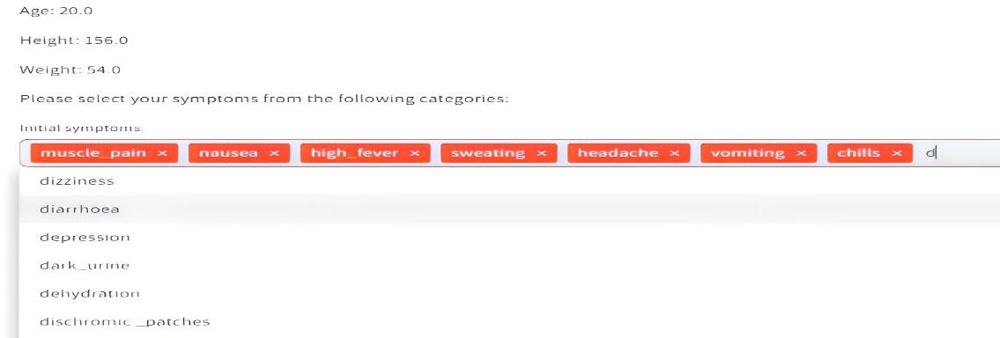 Age: 20.0
Height: 156.0
Weight: 54.0
Please select your symptoms from the following categories:
Initial symptoms:
muscle_pain × nausea × high_fever × sweating × headache × vomiting × chills × d
dizziness
diarrhoea
depression
dark_urine
dehydration
dischromic _patches